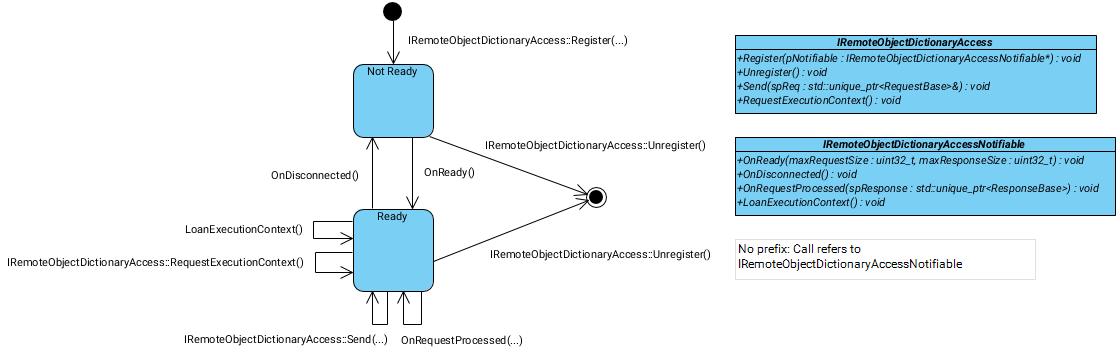 IRemoteObjectDictionaryAccess::Register(...)
Not Ready
IRemoteObjectDictionaryAccess::Unregister()
OnDisconnected()
OnReady()
Ready
LoanExecutionContext()
IRemoteObjectDictionaryAccess::RequestExecutionContext()
IRemoteObjectDictionaryAccess::Unregister()
IRemoteObjectDictionaryAccess::Send(...)
OnRequestProcessed(...)
IRemoteObjectDictionaryAccess
+Register(pNotifiable : IRemoteObjectDictionaryAccessNotifiable*) : void
+Unregister() : void
+Send(spReq : std::unique_ptr<RequestBase>&) : void
+RequestExecutionContext() : void
IRemoteObjectDictionaryAccessNotifiable
+OnReady(maxRequestSize : uint32_t, maxResponseSize : uint32_t) : void
+OnDisconnected() : void
+OnRequestProcessed(spResponse : std::unique_ptr<ResponseBase>) : void
+LoanExecutionContext() : void
No prefix: Call refers to
IRemoteObjectDictionaryAccessNotifiable